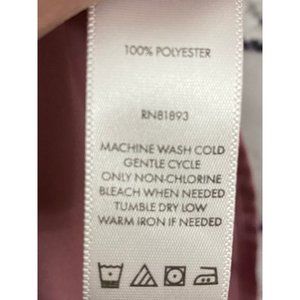 100% POLYESTER
RN81893
MACHINE WASH COLD
GENTLE CYCLE
ONLY NON-CHLORINE
BLEACH WHEN NEEDED
TUMBLE DRY LOW
WARM IRON IF NEEDED